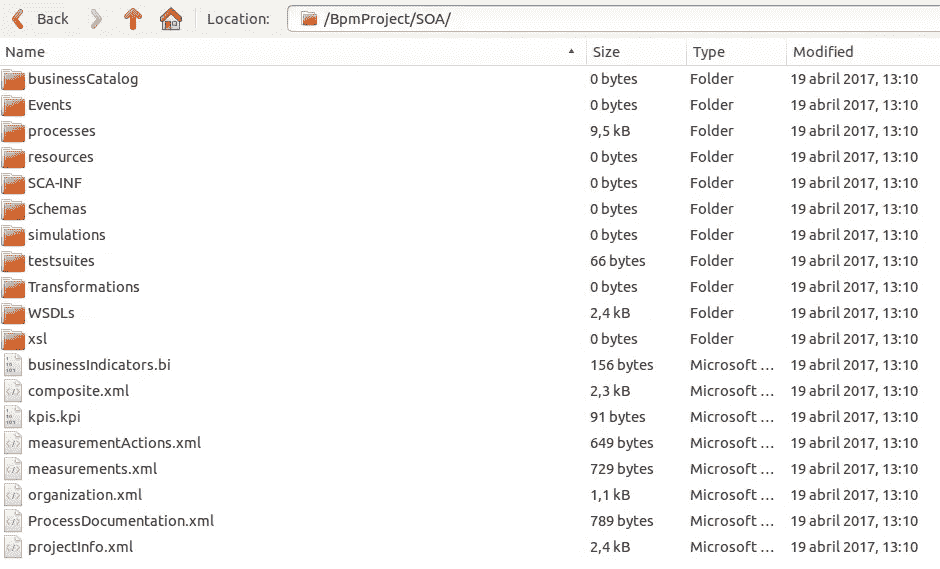 Back Location: /BpmProject/SOA/
Name Size Type Modified
businessCatalog 0 bytes Folder 19 abril 2017, 13:10
Events 0 bytes Folder 19 abril 2017, 13:10
processes 9,5 kB Folder 19 abril 2017, 13:10
resources 0 bytes Folder 19 abril 2017, 13:10
SCA-INF 0 bytes Folder 19 abril 2017, 13:10
Schemas 0 bytes Folder 19 abril 2017, 13:10
simulations 0 bytes Folder 19 abril 2017, 13:10
testsuites 66 bytes Folder 19 abril 2017, 13:10
Transformations 0 bytes Folder 19 abril 2017, 13:10
WSDLs 2,4 kB Folder 19 abril 2017, 13:10
xsl 0 bytes Folder 19 abril 2017, 13:10
businessIndicators.bi 156 bytes Microsoft ... 19 abril 2017, 13:10
composite.xml 2,3 kB Microsoft ... 19 abril 2017, 13:10
kpis.kpi 91 bytes Microsoft ... 19 abril 2017, 13:10
measurementActions.xml 649 bytes Microsoft ... 19 abril 2017, 13:10
measurements.xml 729 bytes Microsoft ... 19 abril 2017, 13:10
organization.xml 1,1 kB Microsoft ... 19 abril 2017, 13:10
ProcessDocumentation.xml 789 bytes Microsoft ... 19 abril 2017, 13:10
projectInfo.xml 2,4 kB Microsoft ... 19 abril 2017, 13:10